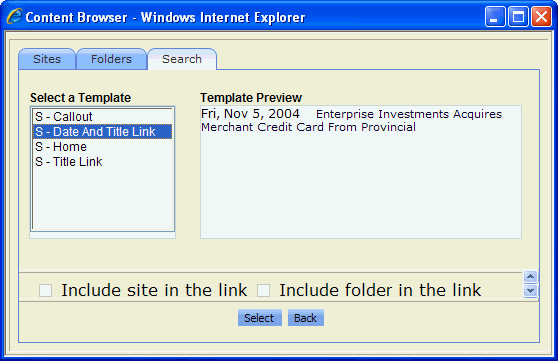 Content Browser - Windows Internet Explorer
Sites Folders Search
Select a Template
S - Callout
S - Date And Title Link
S - Home
S - Title Link
Template Preview
Fri, Nov 5, 2004 Enterprise Investments Acquires
Merchant Credit Card From Provincial
Include site in the link Include folder in the link
Select Back